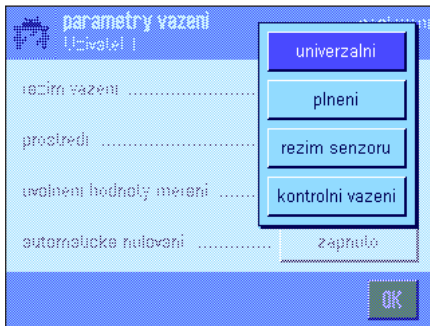 parametry vazeni
Uzivatel 1
rezim vazeni ..................
prostredi ........................
uvolneni hodnoty mereni .......
automaticke nulovani .............. zapnuto
univerzalni
plneni
rezim senzoru
kontrolni vazeni
OK